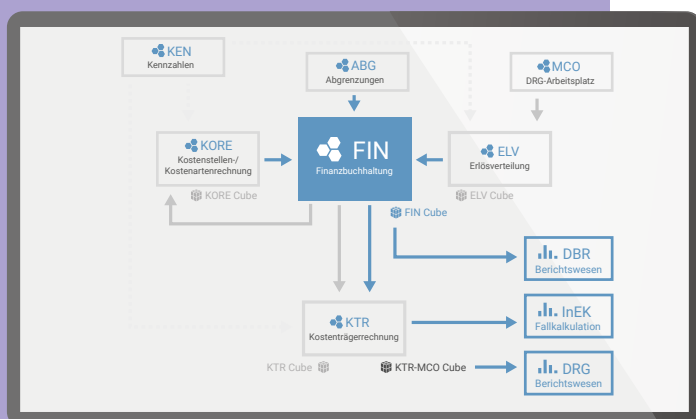 KEN
Kennzahlen
ABG
Abgrenzungen
MCO
DRG-Arbeitsplatz
KORE
Kostenstellen-/
Kostenartenrechnung
FIN
Finanzbuchhaltung
ELV
Erlösverteilung
KORE Cube
ELV Cube
FIN Cube
DBR
Berichtswesen
InEK
Fallkalkulation
KTR
Kostenträgerrechnung
KTR Cube
KTR-MCO Cube
DRG
Berichtswesen